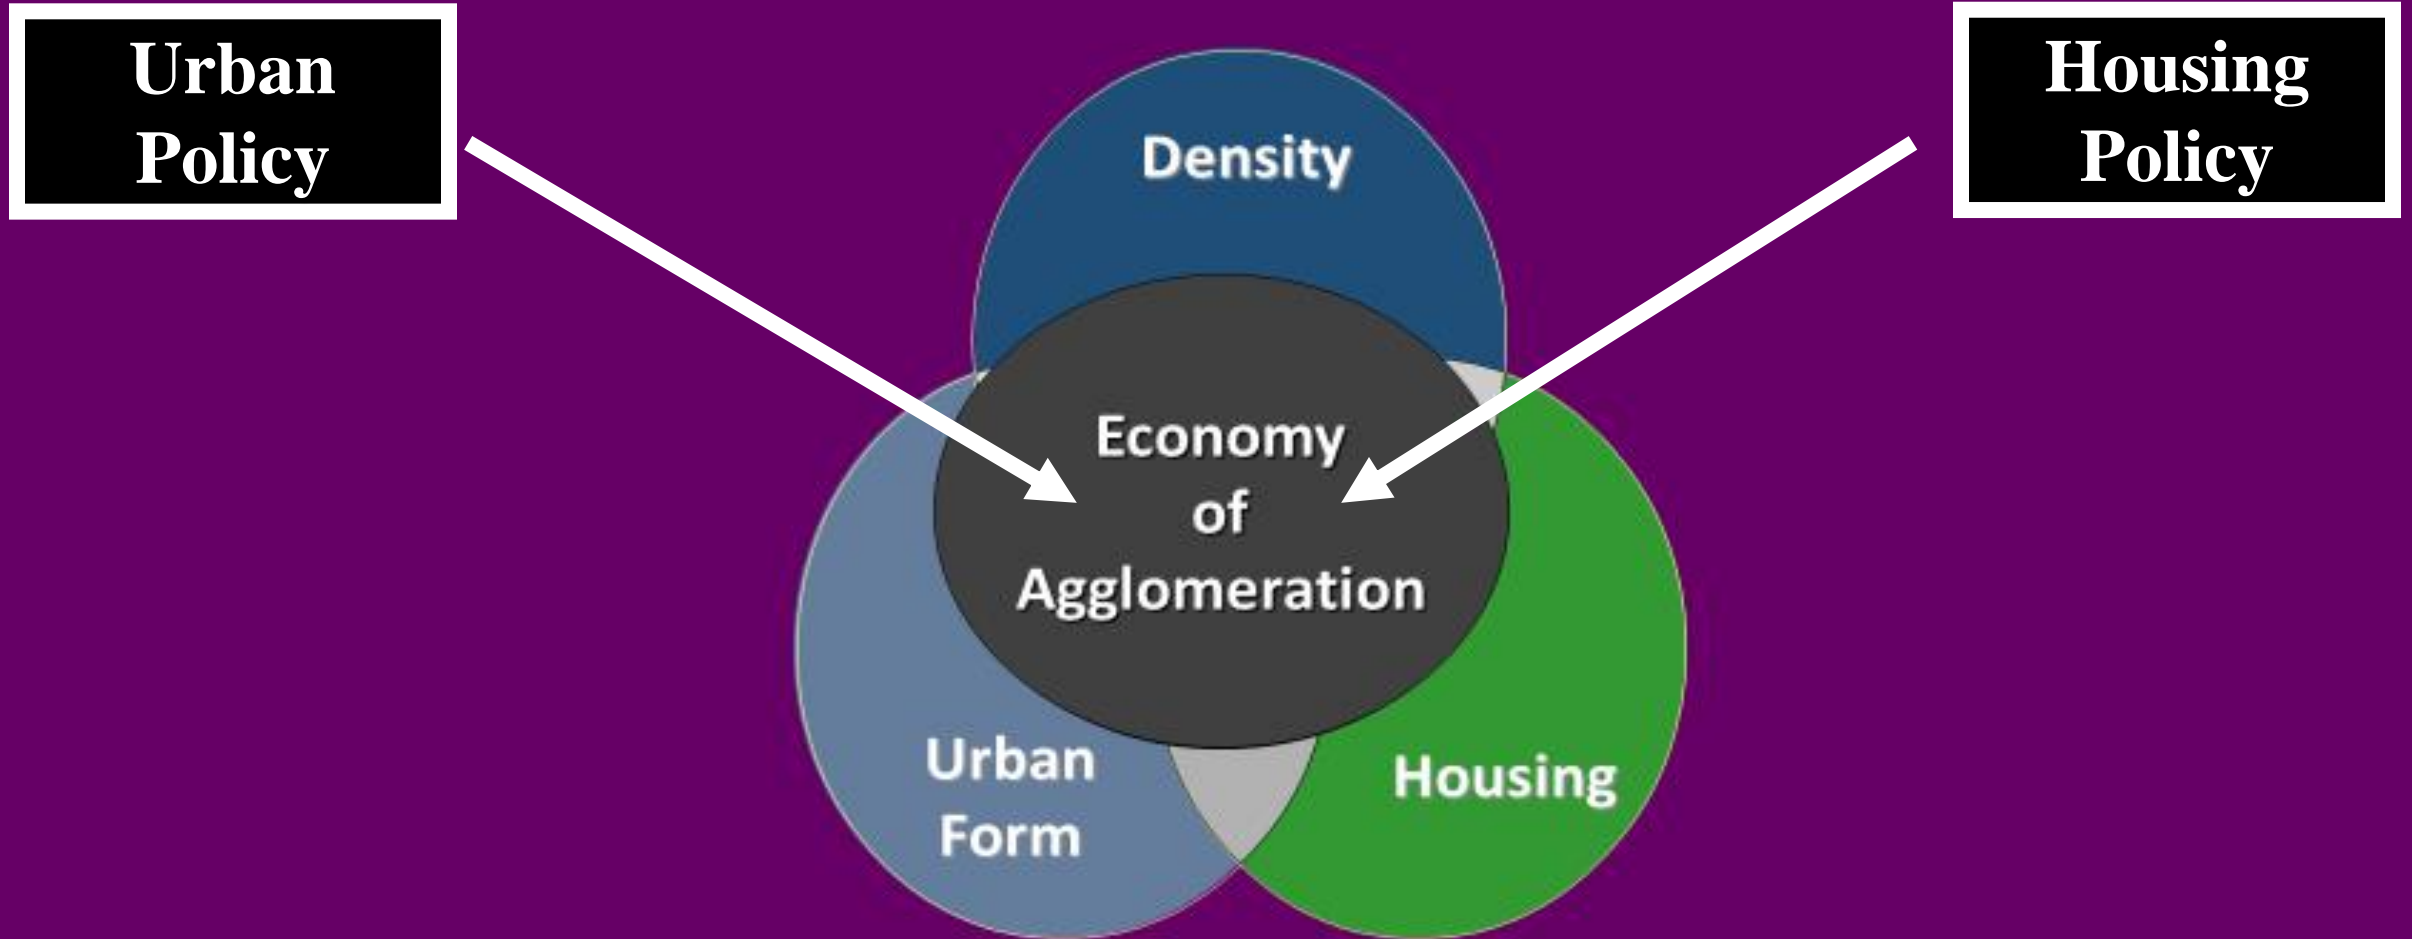 Urban
Policy
Housing
Policy
Density
Economy
of
Agglomeration
Urban
Form
Housing